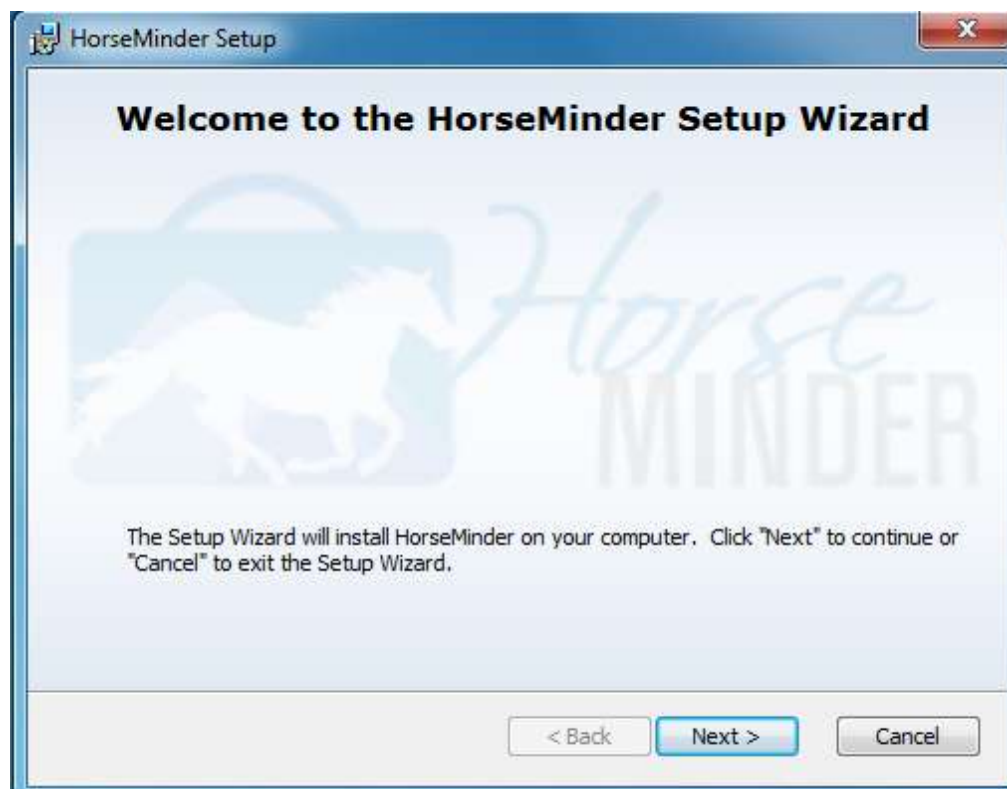 HorseMinder Setup
Welcome to the HorseMinder Setup Wizard
Horse
MINDER
The Setup Wizard will install HorseMinder on your computer.  Click "Next" to continue or
"Cancel" to exit the Setup Wizard.
< Back Next > Cancel